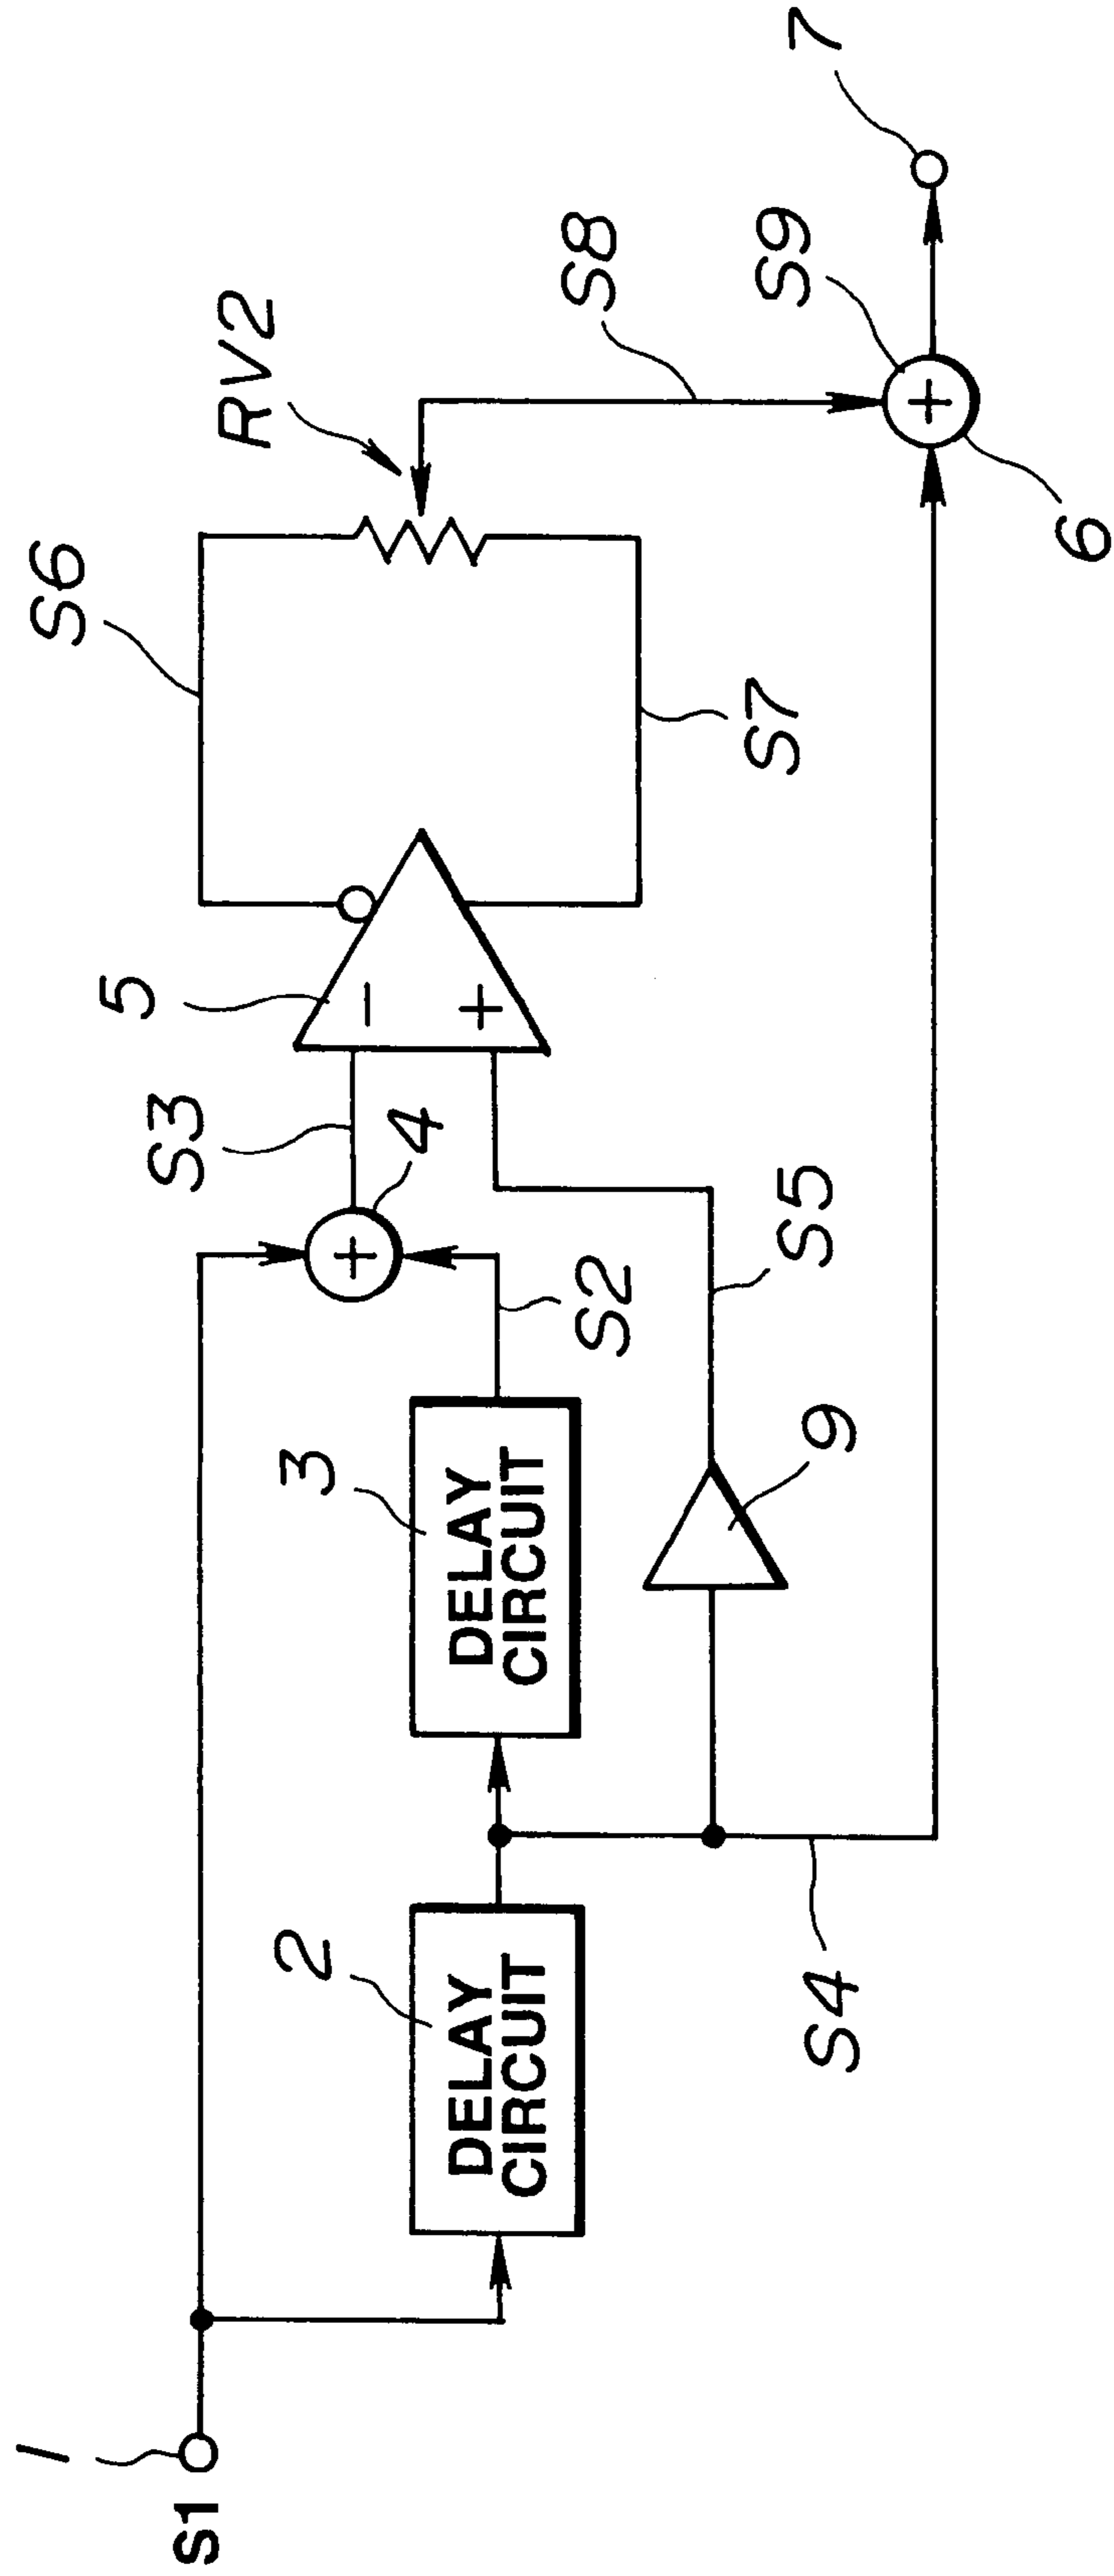 1
S1
2
DELAY
CIRCUIT
S4
3
DELAY
CIRCUIT
9
S2
S5
4
S3
+
5
−
+
S6
S7
RV2
S8
+
6
S9
7